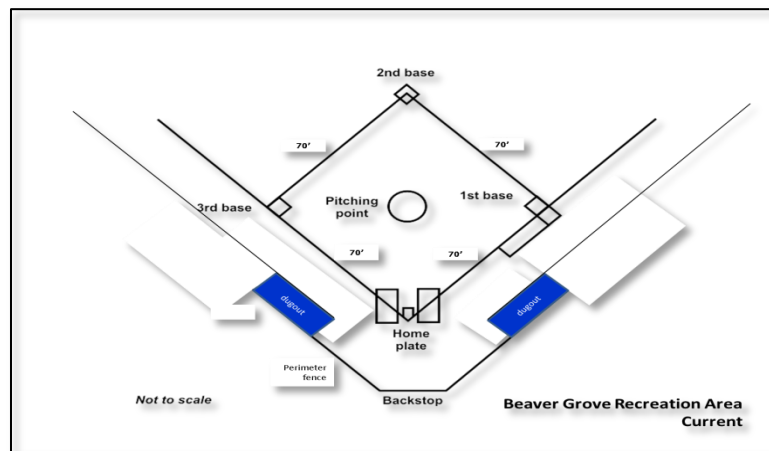 2nd base
70’
70’
3rd base
Pitching
point
1st base
70’
70’
dugout
dugout
Home
plate
Perimeter
fence
Not to scale
Backstop
Beaver Grove Recreation Area
Current